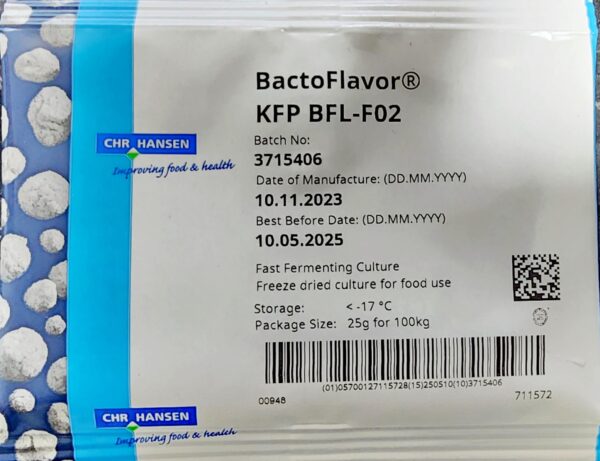 BactoFlavor®
KFP BFL-F02
CHR HANSEN
Improving food & health
Batch No:
3715406
Date of Manufacture: (DD.MM.YYYY)
10.11.2023
Best Before Date: (DD.MM.YYYY)
10.05.2025
Fast Fermenting Culture
Freeze dried culture for food use
Storage: < -17 °C
Package Size: 25g for 100kg
(01)05700127115728(15)250510(10)3715406
00948 711572
CHR HANSEN
Improving food & health